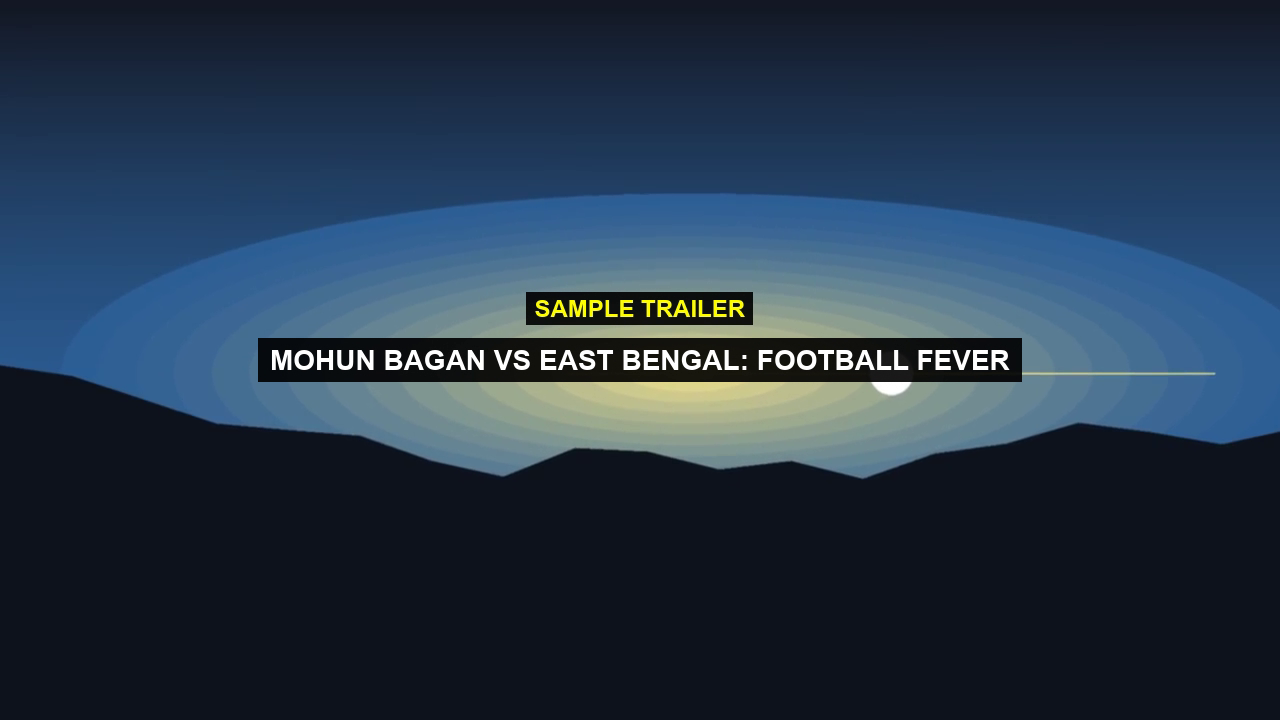 SAMPLE TRAILER
MOHUN BAGAN VS EAST BENGAL: FOOTBALL FEVER